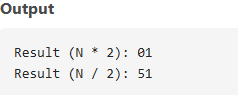 Output
Result (N * 2): 01
Result (N / 2): 51